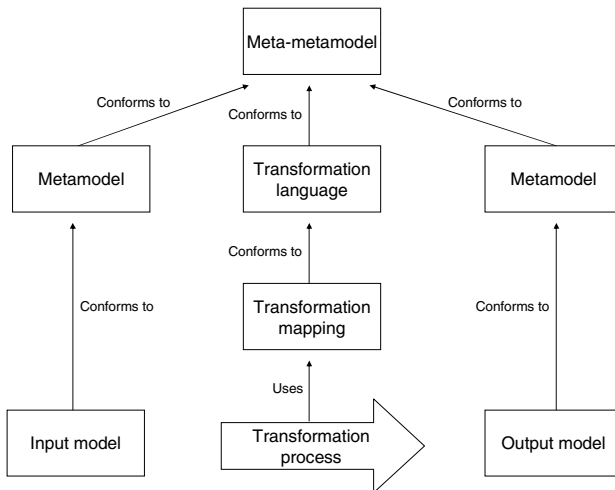 Meta-metamodel
Conforms to
Conforms to
Conforms to
Metamodel
Transformation
language
Metamodel
Conforms to
Conforms to
Conforms to
Transformation
mapping
Uses
Input model
Transformation
process
Output model